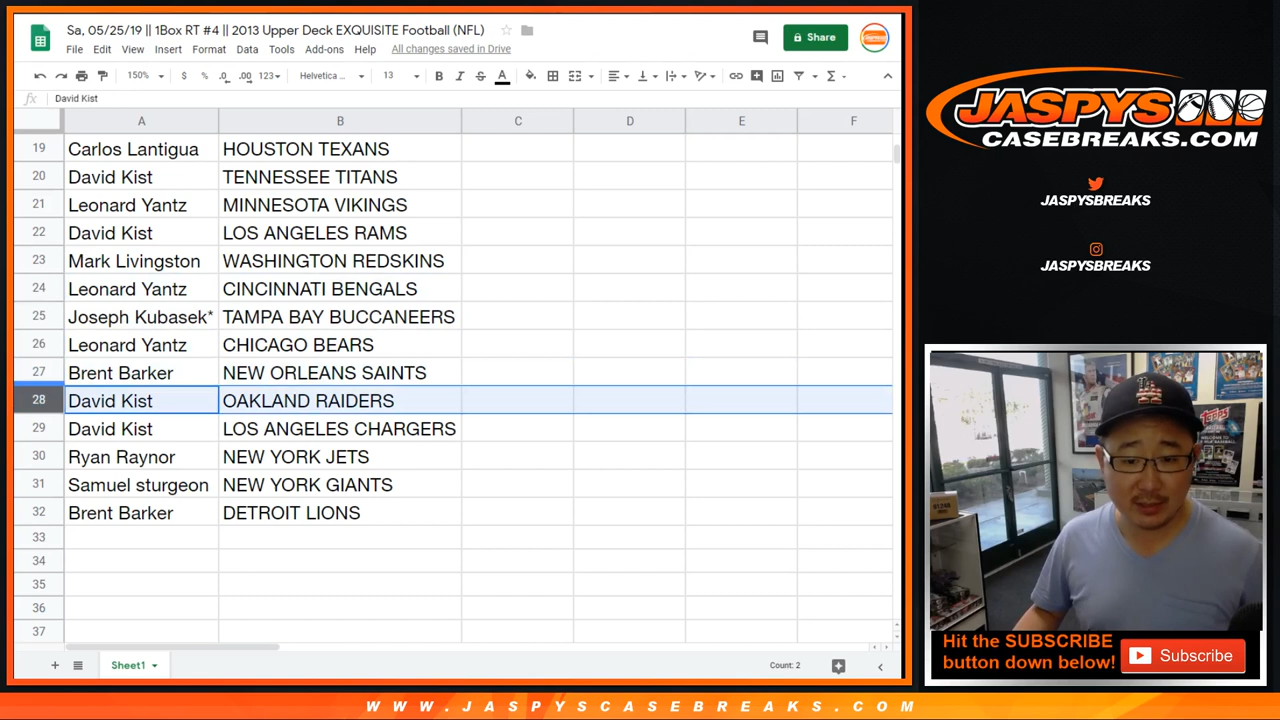 Sa, 05/25/19 || 1Box RT #4 || 2013 Upper Deck EXQUISITE Football (NFL)
File Edit View Insert Format Data Tools Add-ons Help All changes saved in Drive
Share
150% $ % .0 .00 123 Helvetica ... 13 B I S A
fx David Kist
A B C D E F
19 Carlos Lantigua HOUSTON TEXANS
20 David Kist TENNESSEE TITANS
21 Leonard Yantz MINNESOTA VIKINGS
22 David Kist LOS ANGELES RAMS
23 Mark Livingston WASHINGTON REDSKINS
24 Leonard Yantz CINCINNATI BENGALS
25 Joseph Kubasek* TAMPA BAY BUCCANEERS
26 Leonard Yantz CHICAGO BEARS
27 Brent Barker NEW ORLEANS SAINTS
28 David Kist OAKLAND RAIDERS
29 David Kist LOS ANGELES CHARGERS
30 Ryan Raynor NEW YORK JETS
31 Samuel sturgeon NEW YORK GIANTS
32 Brent Barker DETROIT LIONS
33
34
35
36
37
Sheet1
Count: 2
JASPYS
CASEBREAKS.COM
JASPYSBREAKS
JASPYSBREAKS
TOPPS
Hit the SUBSCRIBE
button down below!
Subscribe
WWW.JASPYSCASEBREAKS.COM